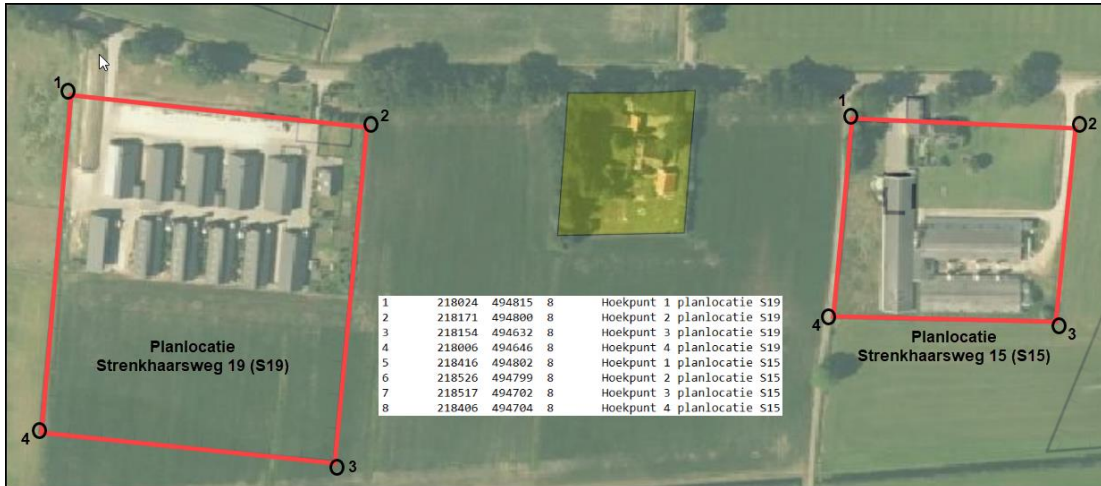 1
2
1
2
1 218024 494815 8 Hoekpunt 1 planlocatie S19
2 218171 494800 8 Hoekpunt 2 planlocatie S19
3 218154 494632 8 Hoekpunt 3 planlocatie S19
4 218006 494646 8 Hoekpunt 4 planlocatie S19
5 218416 494802 8 Hoekpunt 1 planlocatie S15
6 218526 494799 8 Hoekpunt 2 planlocatie S15
7 218517 494702 8 Hoekpunt 3 planlocatie S15
8 218406 494704 8 Hoekpunt 4 planlocatie S15
4
3
Planlocatie
Strenkhaarsweg 19 (S19)
Planlocatie
Strenkhaarsweg 15 (S15)
4
3